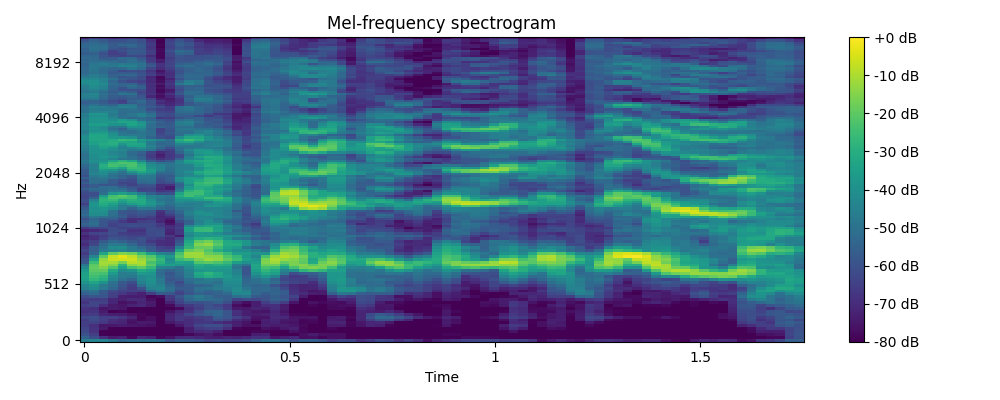 Mel-frequency spectrogram
Hz
8192
4096
2048
1024
512
0
0
0.5
1
1.5
Time
+0 dB
-10 dB
-20 dB
-30 dB
-40 dB
-50 dB
-60 dB
-70 dB
-80 dB